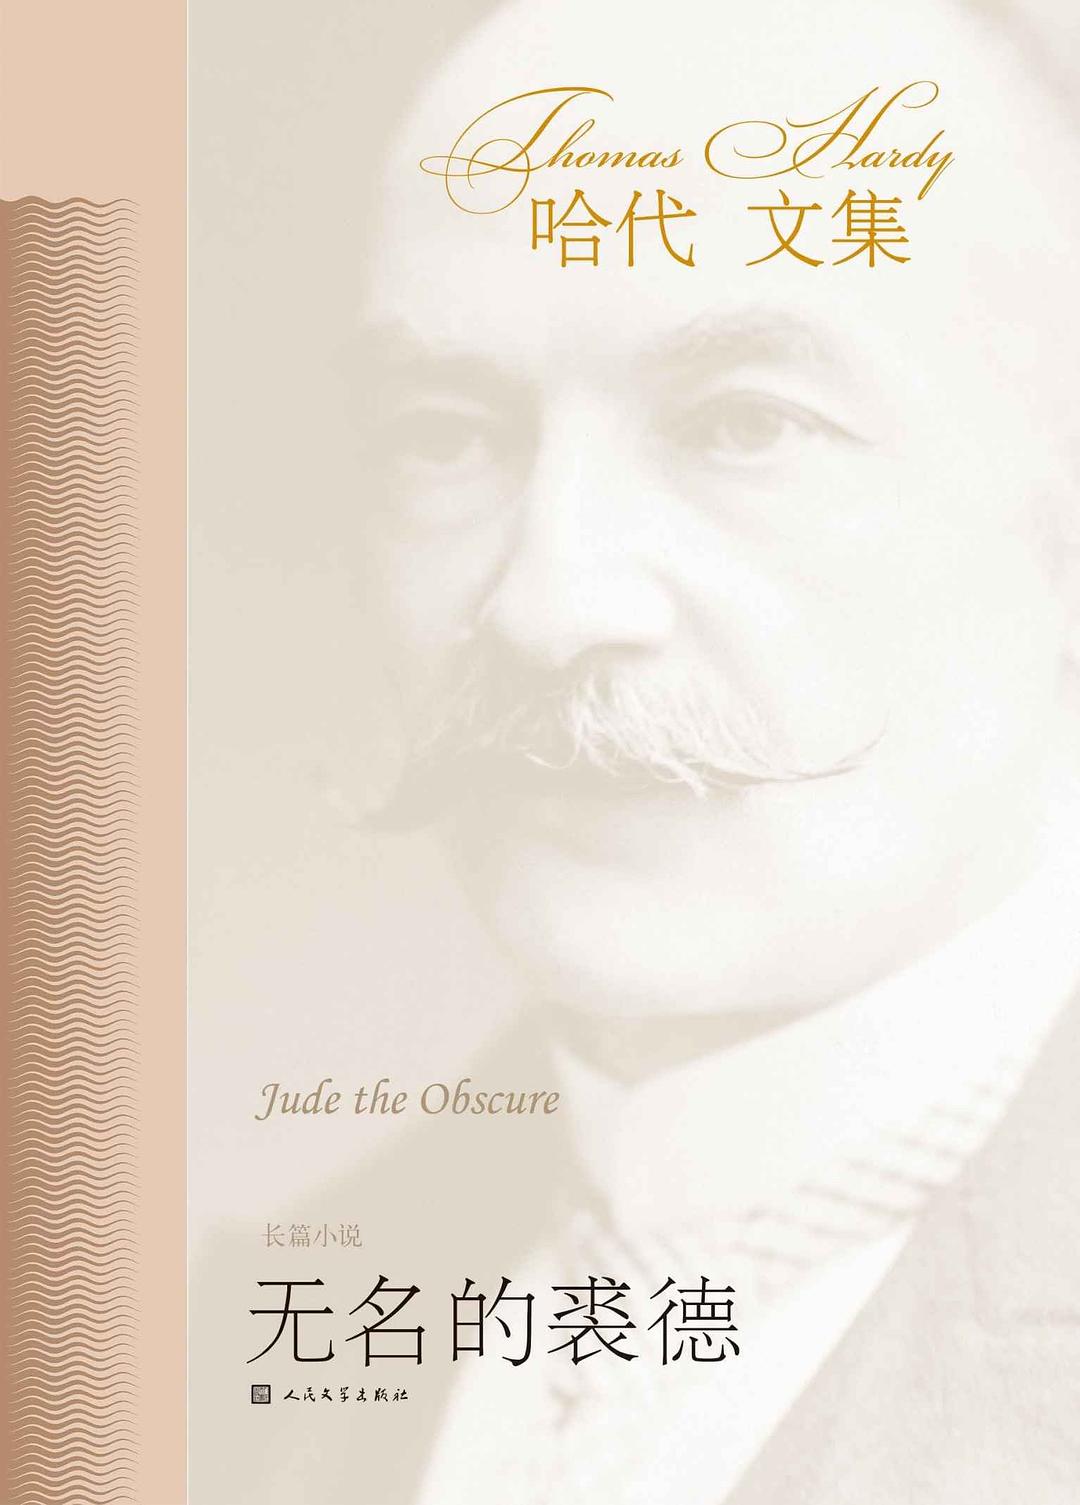 Thomas Hardy
哈代 文集
Jude the Obscure
长篇小说
无名的裘德
人民文学出版社